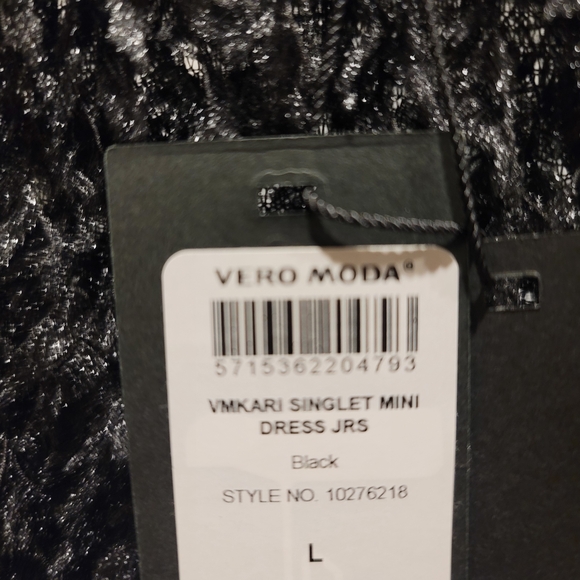 VERO MODA®
5715362204793
VMKARI SINGLET MINI
DRESS JRS
Black
STYLE NO. 10276218
L